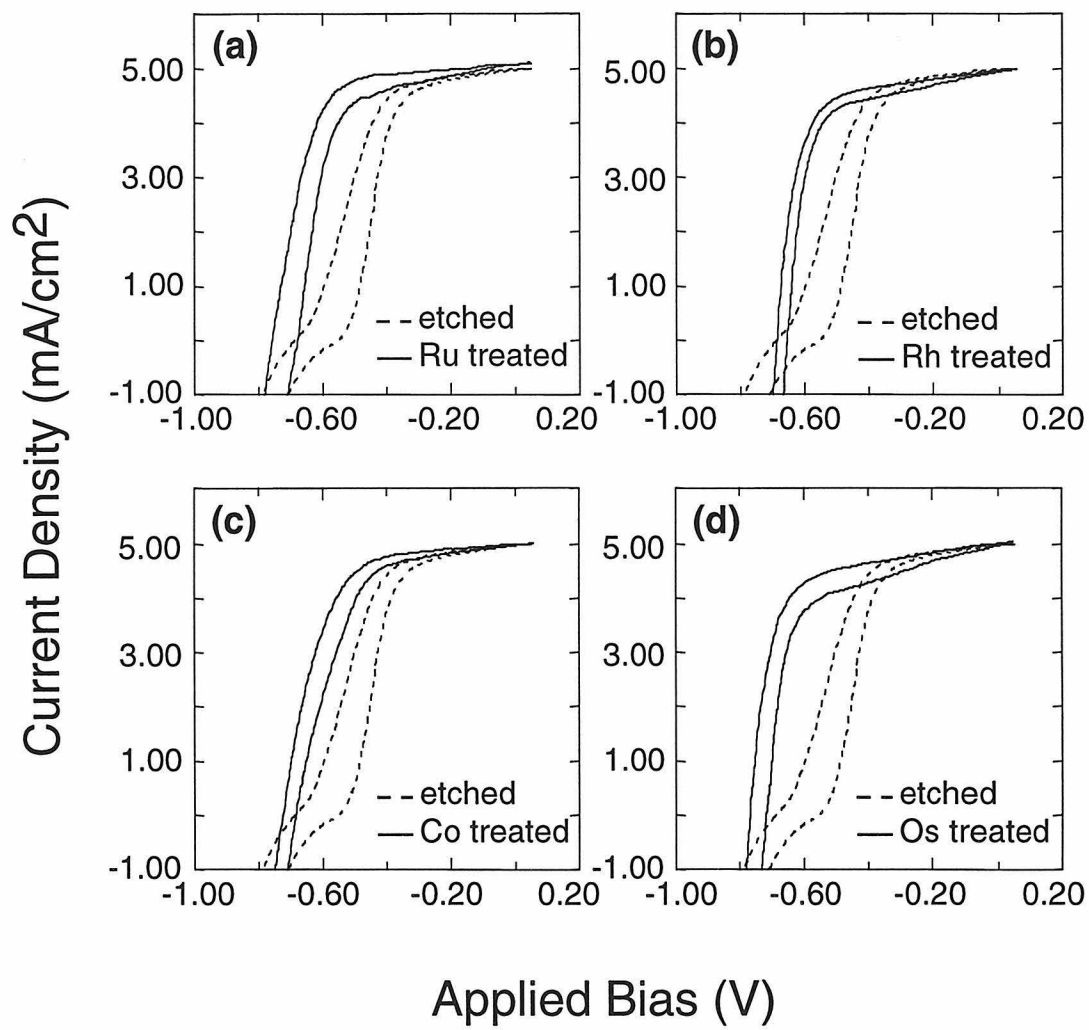 Current Density (mA/cm2)
(a)
5.00
3.00
1.00
-1.00
etched
Ru treated
-1.00 -0.60 -0.20 0.20
(b)
5.00
3.00
1.00
-1.00
etched
Rh treated
-1.00 -0.60 -0.20 0.20
(c)
5.00
3.00
1.00
-1.00
etched
Co treated
-1.00 -0.60 -0.20 0.20
(d)
5.00
3.00
1.00
-1.00
etched
Os treated
-1.00 -0.60 -0.20 0.20
Applied Bias (V)